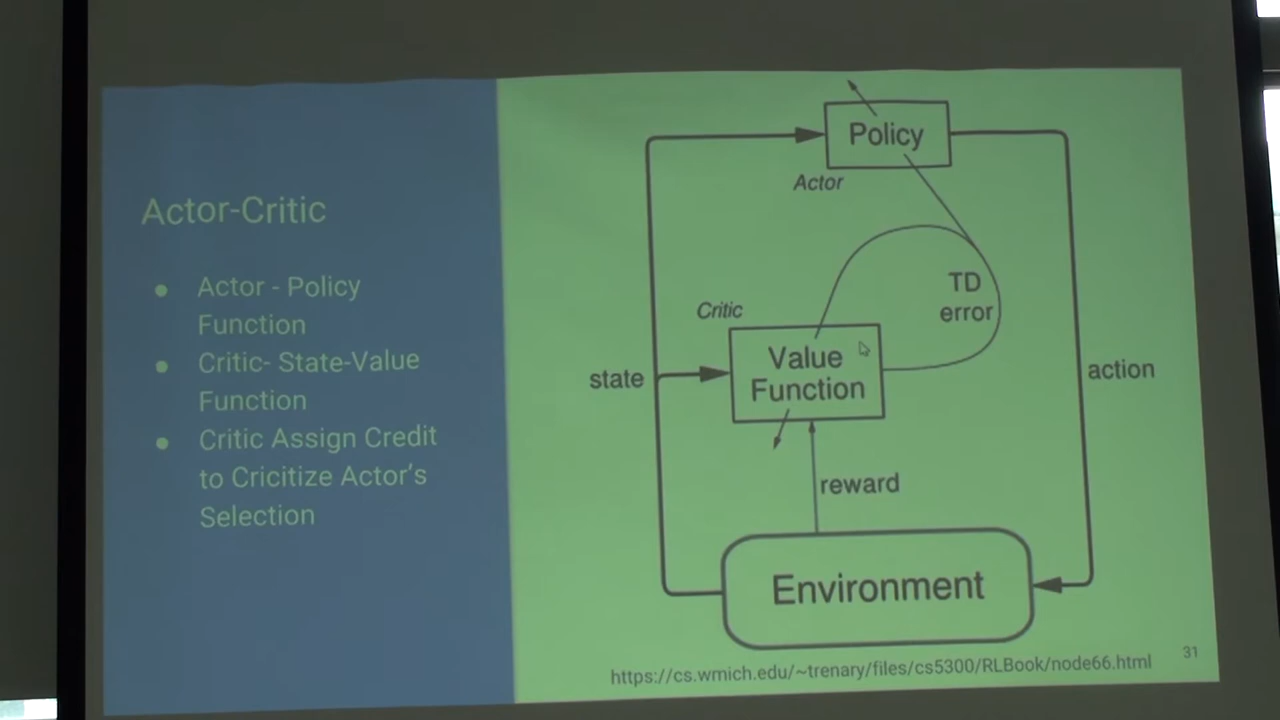 Actor-Critic
● Actor - Policy
Function
● Critic- State-Value
Function
● Critic Assign Credit
to Cricitize Actor's
Selection
Policy
Actor
TD
error
Critic
Value
Function
state
action
reward
Environment
https://cs.wmich.edu/~trenary/files/cs5300/RLBook/node66.html
31